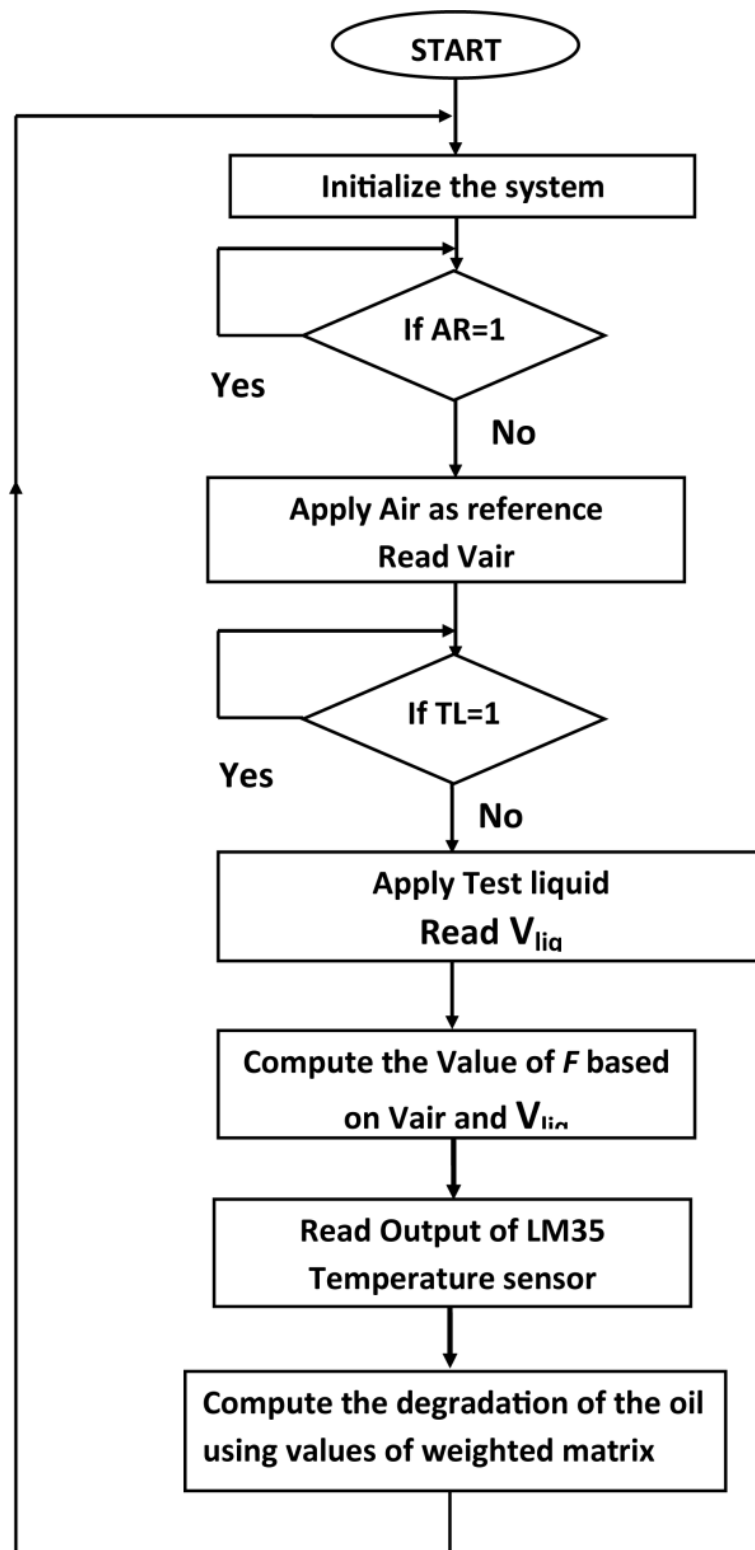 START
Initialize the system
If AR=1
Yes
No
Apply Air as reference
Read Vair
If TL=1
Yes
No
Apply Test liquid
Read Vliq
Compute the Value of F based
on Vair and Vliq
Read Output of LM35
Temperature sensor
Compute the degradation of the oil
using values of weighted matrix